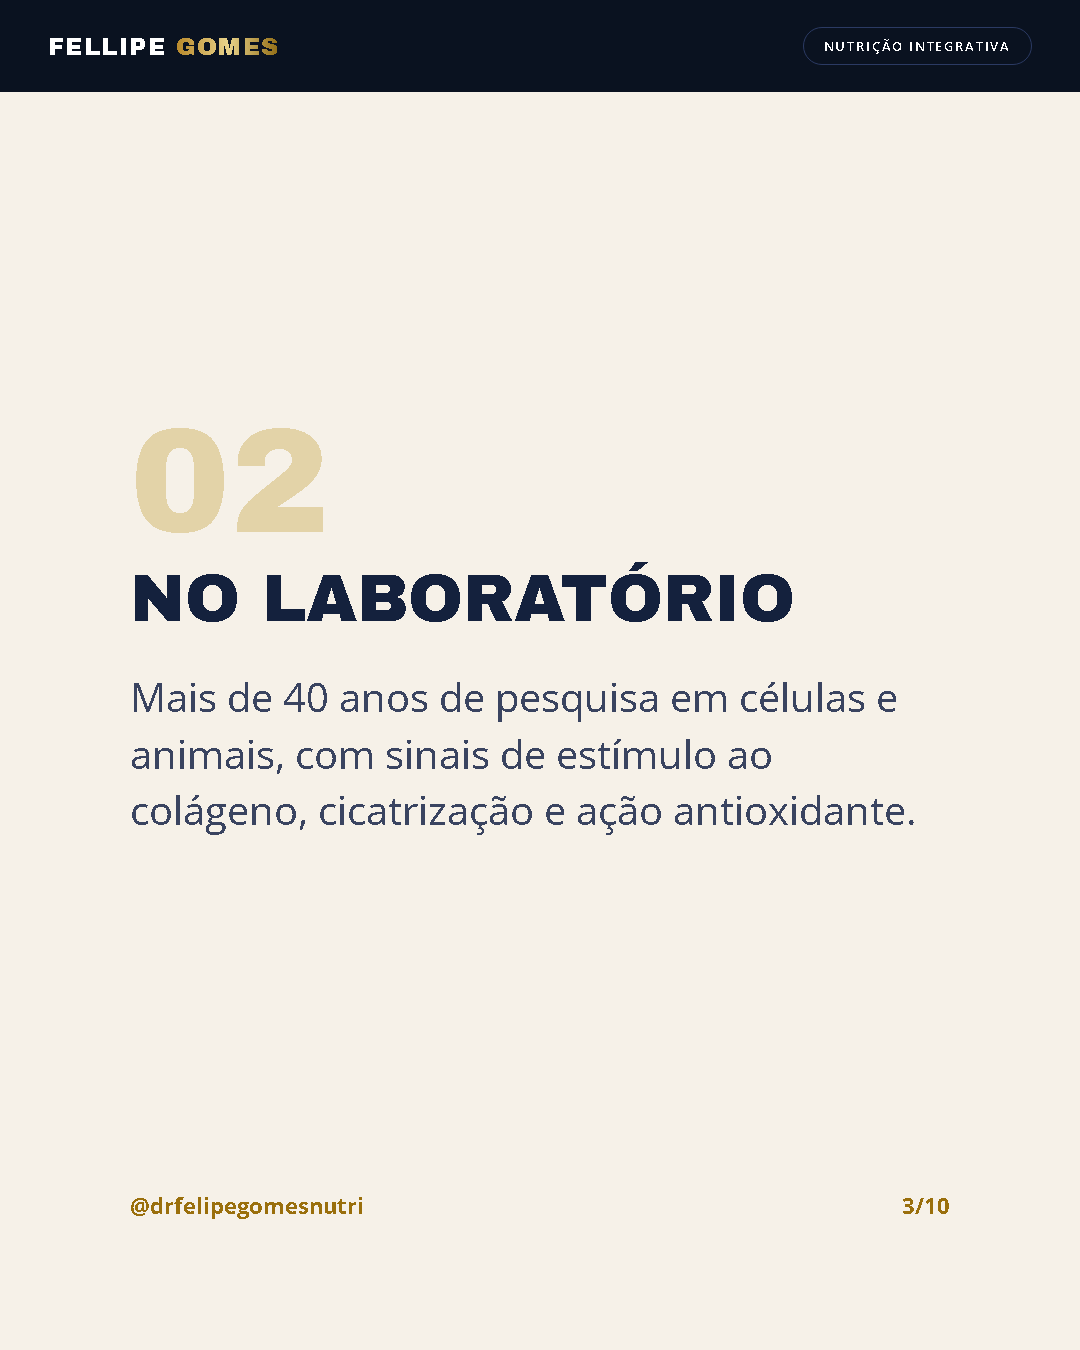 FELLIPE GOMES
NUTRIÇÃO INTEGRATIVA
02
NO LABORATÓRIO
Mais de 40 anos de pesquisa em células e
animais, com sinais de estímulo ao
colágeno, cicatrização e ação antioxidante.
@drfelipegomesnutri
3/10